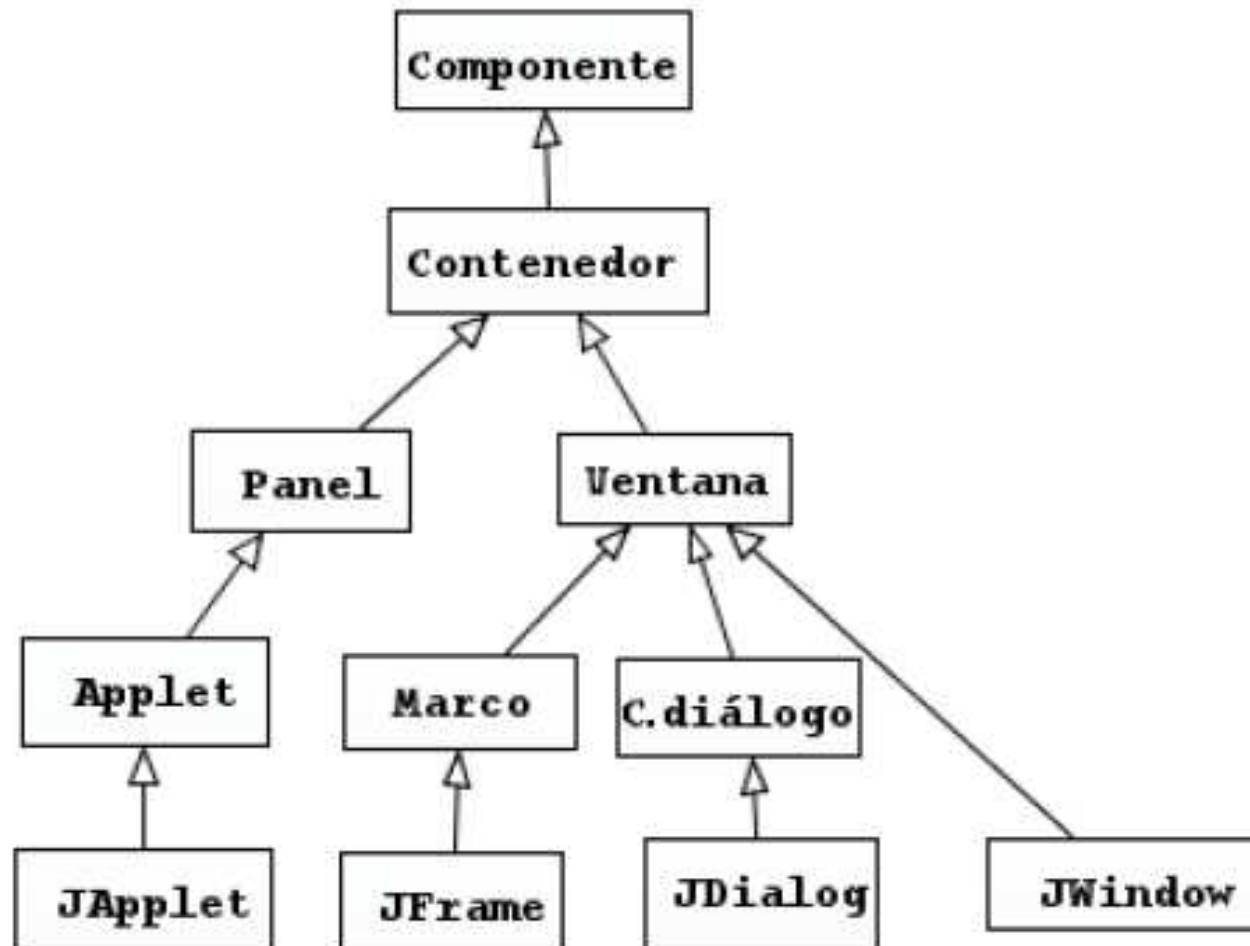 Componente
Contenedor
Panel
Ventana
Applet
Marco
C.diálogo
JApplet
JFrame
JDialog
JWindow